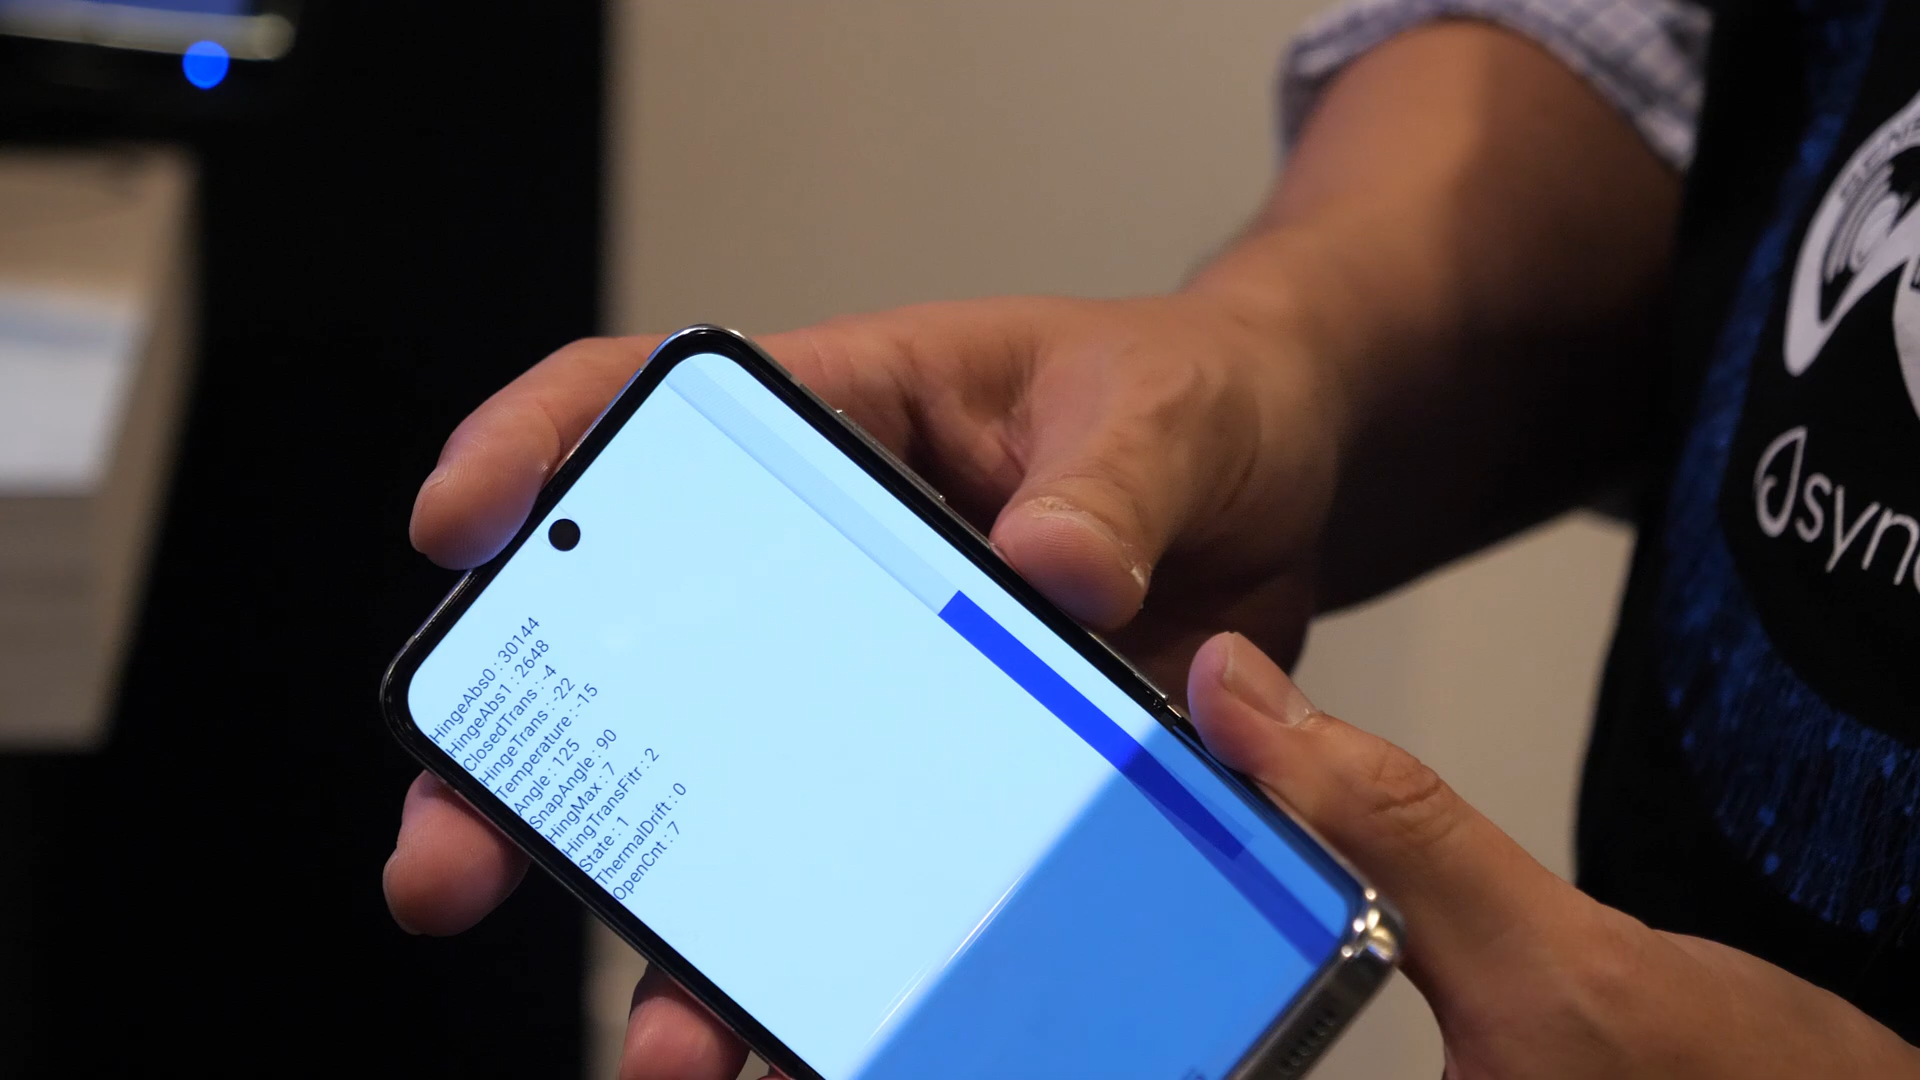 HingeAbs0 : 30144
HingeAbs1 : 2648
ClosedTrans : -4
HingeTrans : -22
Temperature : -15
Angle : 125
SnapAngle : 90
HingMax : 7
HingTransFitr : 2
State : 1
ThermalDrift : 0
OpenCnt : 7